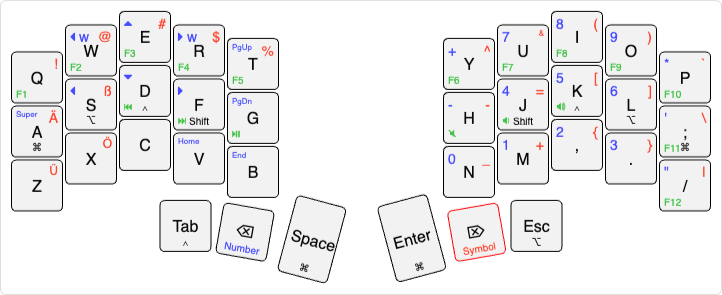 !
Q
F1
◀ W @
W
F2
▲ #
E
F3
▶ W $
R
F4
PgUp %
T
F5
+ ^
Y
F6
7 &
U
F7
8 (
I
F8
9 )
O
F9
* `
P
F10
Super Ä
A
⌘
◀ ß
S
⌥
▼
D
⏮ ^
▶
F
⏭ Shift
PgDn
G
⏯
- -
H
🔇
4 =
J
🔉 Shift
5 [
K
🔊 ^
6 ]
L
⌥
' \
;
F11 ⌘
Ü
Z
Ö
X
C
Home
V
End
B
0 _
N
1 +
M
2 {
,
3 }
.
" |
/
F12
Tab
^
⌫
Number
Space
⌘
Enter
⌘
⌦
Symbol
Esc
⌥